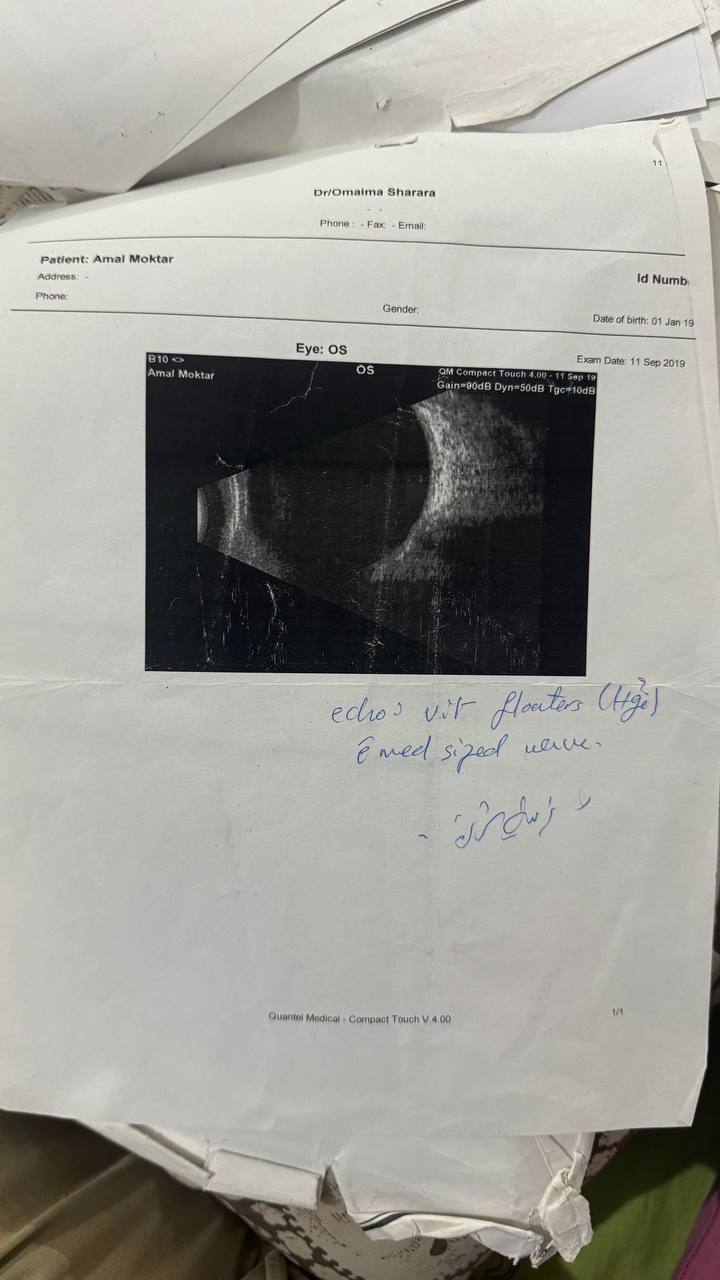 11
Dr/Omaima Sharara
- -
Phone : - Fax: - Email:
Patient: Amal Moktar
Address: -
Id Numb
Phone:
Gender:
Date of birth: 01 Jan 19
Eye: OS
Exam Date: 11 Sep 2019
B10 <>
Amal Moktar
OS
QM Compact Touch 4.00 - 11 Sep 19
Gain=90dB Dyn=50dB Tgc=10dB
echo: vit floaters
med sized nerve.
Quantel Medical - Compact Touch V 4.00
1/1